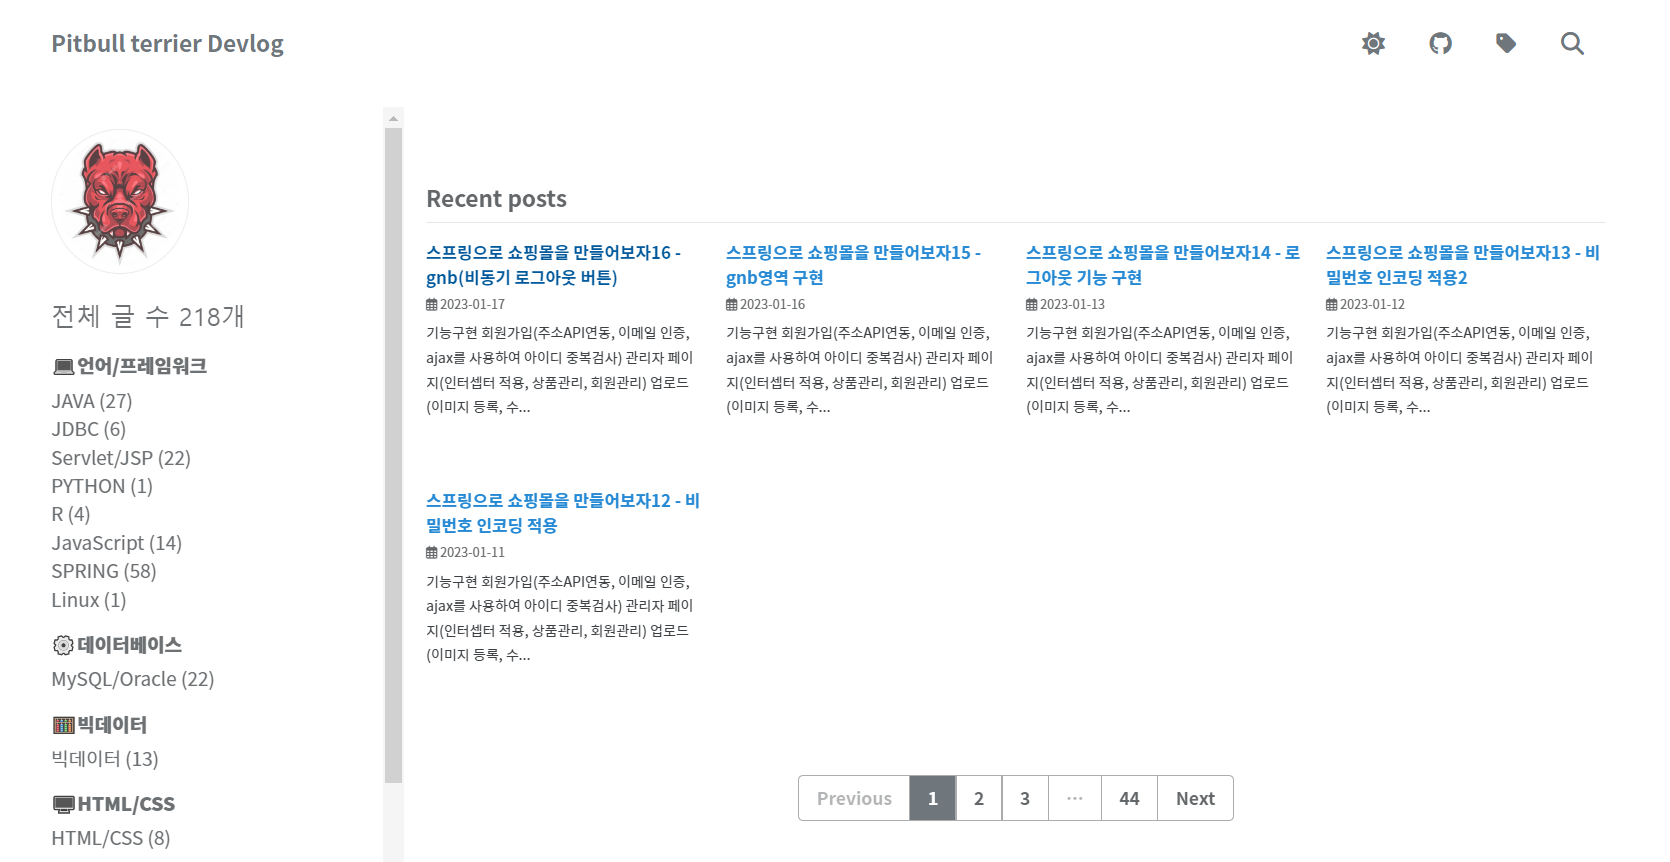 Pitbull terrier Devlog
전체 글 수 218개
언어/프레임워크
JAVA (27)
JDBC (6)
Servlet/JSP (22)
PYTHON (1)
R (4)
JavaScript (14)
SPRING (58)
Linux (1)
데이터베이스
MySQL/Oracle (22)
빅데이터
빅데이터 (13)
HTML/CSS
HTML/CSS (8)
Recent posts
스프링으로 쇼핑몰을 만들어보자16 -
gnb(비동기 로그아웃 버튼)
2023-01-17
기능구현 회원가입(주소API연동, 이메일 인증,
ajax를 사용하여 아이디 중복검사) 관리자 페이
지(인터셉터 적용, 상품관리, 회원관리) 업로드
(이미지 등록, 수...
스프링으로 쇼핑몰을 만들어보자15 -
gnb영역 구현
2023-01-16
기능구현 회원가입(주소API연동, 이메일 인증,
ajax를 사용하여 아이디 중복검사) 관리자 페이
지(인터셉터 적용, 상품관리, 회원관리) 업로드
(이미지 등록, 수...
스프링으로 쇼핑몰을 만들어보자14 - 로
그아웃 기능 구현
2023-01-13
기능구현 회원가입(주소API연동, 이메일 인증,
ajax를 사용하여 아이디 중복검사) 관리자 페이
지(인터셉터 적용, 상품관리, 회원관리) 업로드
(이미지 등록, 수...
스프링으로 쇼핑몰을 만들어보자13 - 비
밀번호 인코딩 적용2
2023-01-12
기능구현 회원가입(주소API연동, 이메일 인증,
ajax를 사용하여 아이디 중복검사) 관리자 페이
지(인터셉터 적용, 상품관리, 회원관리) 업로드
(이미지 등록, 수...
스프링으로 쇼핑몰을 만들어보자12 - 비
밀번호 인코딩 적용
2023-01-11
기능구현 회원가입(주소API연동, 이메일 인증,
ajax를 사용하여 아이디 중복검사) 관리자 페이
지(인터셉터 적용, 상품관리, 회원관리) 업로드
(이미지 등록, 수...
Previous 1 2 3 ... 44 Next